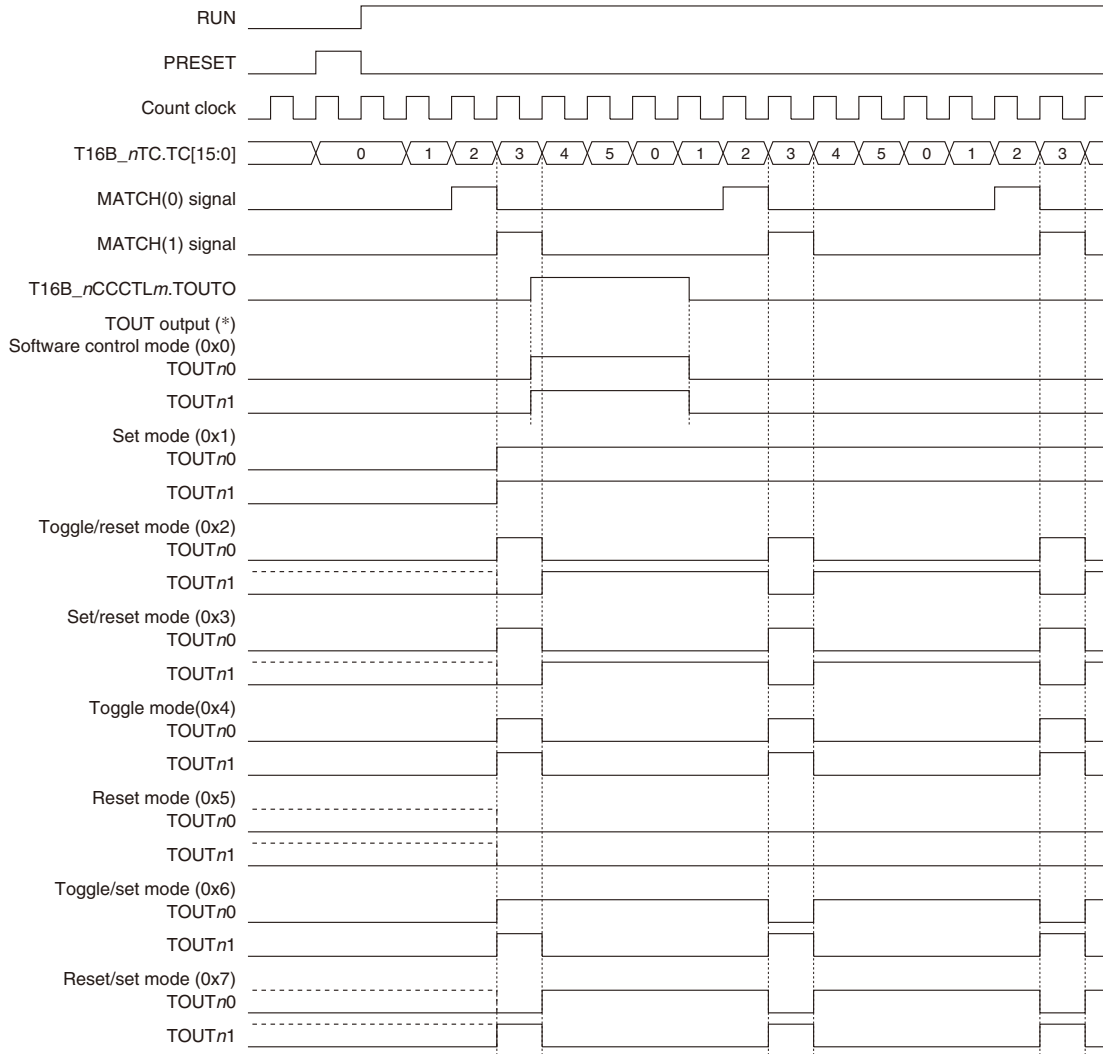 RUN
PRESET
Count clock
T16B_nTC.TC[15:0] 0 1 2 3 4 5 0 1 2 3 4 5 0 1 2 3
MATCH(0) signal
MATCH(1) signal
T16B_nCCCTLm.TOUTO
TOUT output (*)
Software control mode (0x0)
TOUTn0
TOUTn1
Set mode (0x1)
TOUTn0
TOUTn1
Toggle/reset mode (0x2)
TOUTn0
TOUTn1
Set/reset mode (0x3)
TOUTn0
TOUTn1
Toggle mode(0x4)
TOUTn0
TOUTn1
Reset mode (0x5)
TOUTn0
TOUTn1
Toggle/set mode (0x6)
TOUTn0
TOUTn1
Reset/set mode (0x7)
TOUTn0
TOUTn1